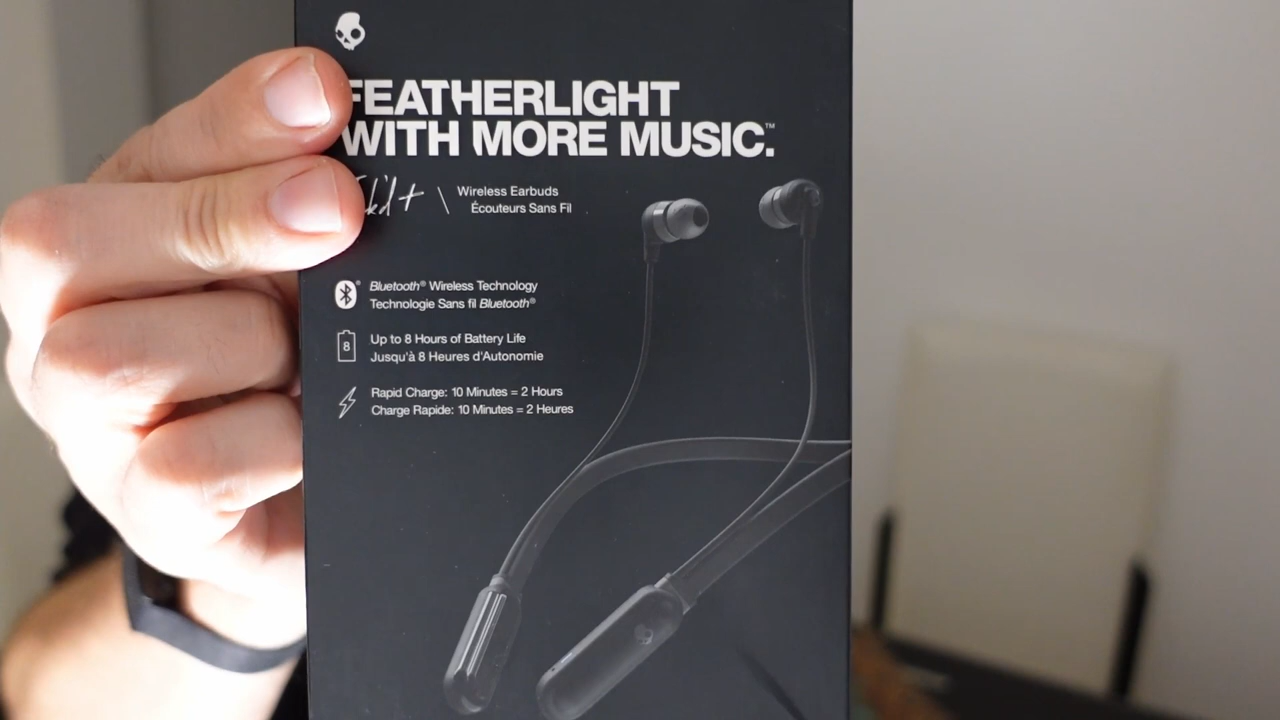 FEATHERLIGHT
WITH MORE MUSIC.™
\ Wireless Earbuds
Écouteurs Sans Fil
Bluetooth® Wireless Technology
Technologie Sans fil Bluetooth®
8
Up to 8 Hours of Battery Life
Jusqu'à 8 Heures d'Autonomie
Rapid Charge: 10 Minutes = 2 Hours
Charge Rapide: 10 Minutes = 2 Heures